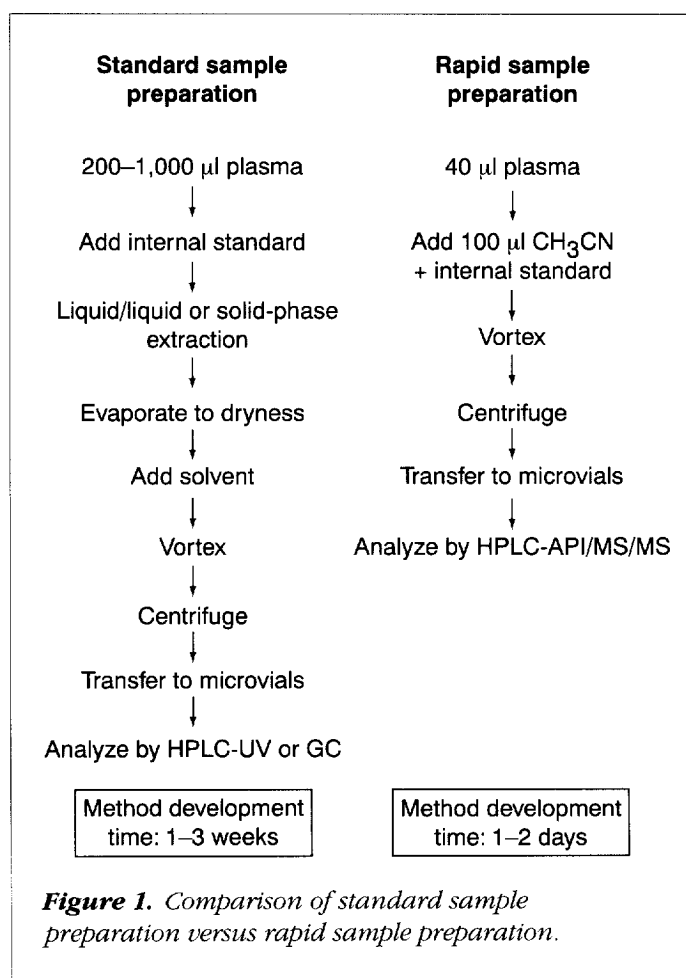 Standard sample
preparation
200–1,000 µl plasma
Add internal standard
Liquid/liquid or solid-phase
extraction
Evaporate to dryness
Add solvent
Vortex
Centrifuge
Transfer to microvials
Analyze by HPLC-UV or GC
Method development
time: 1–3 weeks
Rapid sample
preparation
40 µl plasma
Add 100 µl CH₃CN
+ internal standard
Vortex
Centrifuge
Transfer to microvials
Analyze by HPLC-API/MS/MS
Method development
time: 1–2 days
Figure 1. Comparison of standard sample
preparation versus rapid sample preparation.